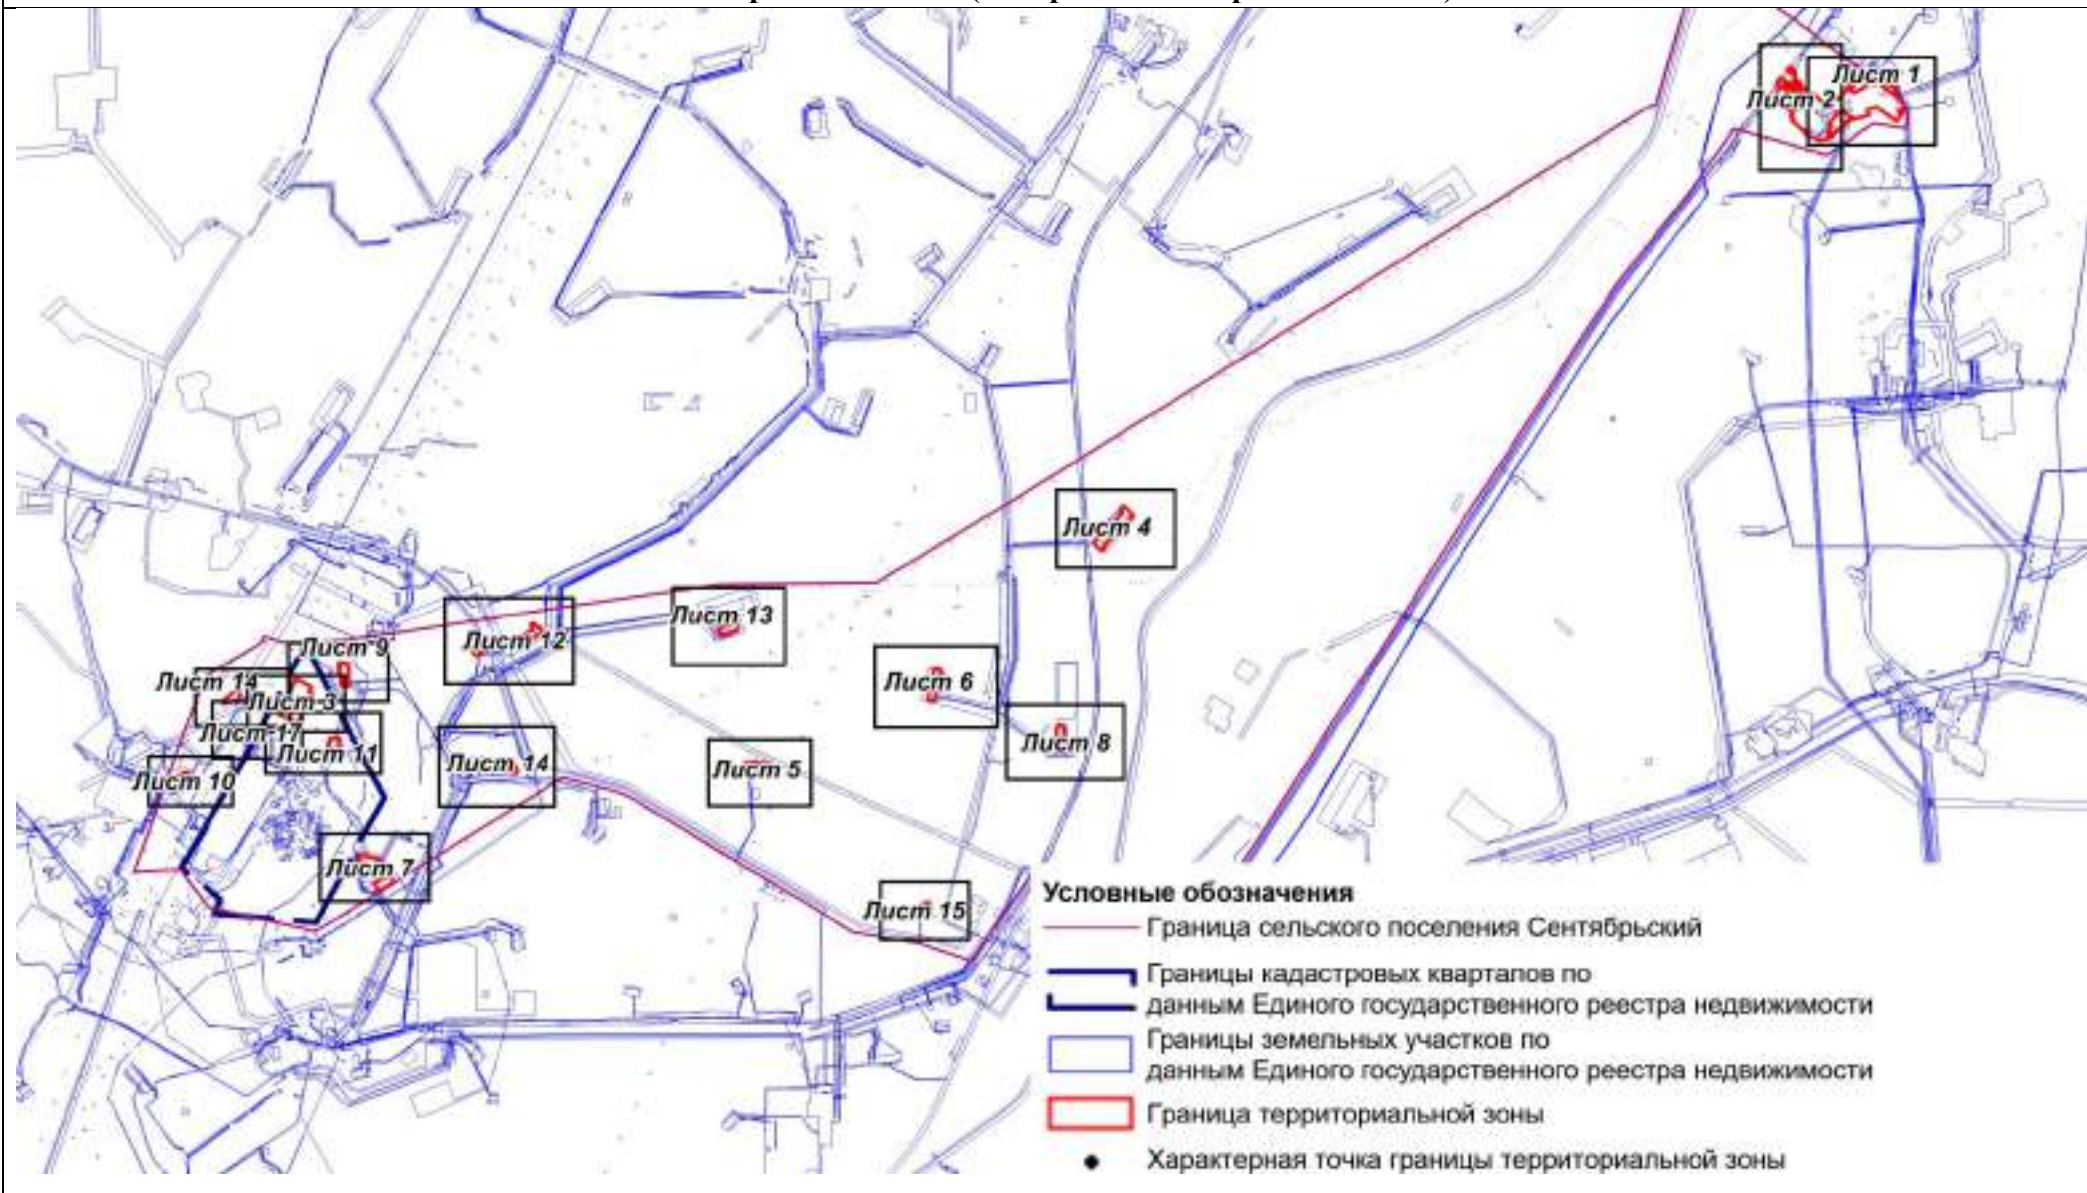 Лист 1
Лист 2
Лист 4
Лист 13
Лист 12
Лист 9
Лист 6
Лист 14
Лист 3
Лист 17
Лист 8
Лист 11
Лист 14
Лист 5
Лист 10
Лист 7
Лист 15
Условные обозначения
Граница сельского поселения Сентябрьский
Границы кадастровых кварталов по
данным Единого государственного реестра недвижимости
Границы земельных участков по
данным Единого государственного реестра недвижимости
Граница территориальной зоны
Характерная точка границы территориальной зоны